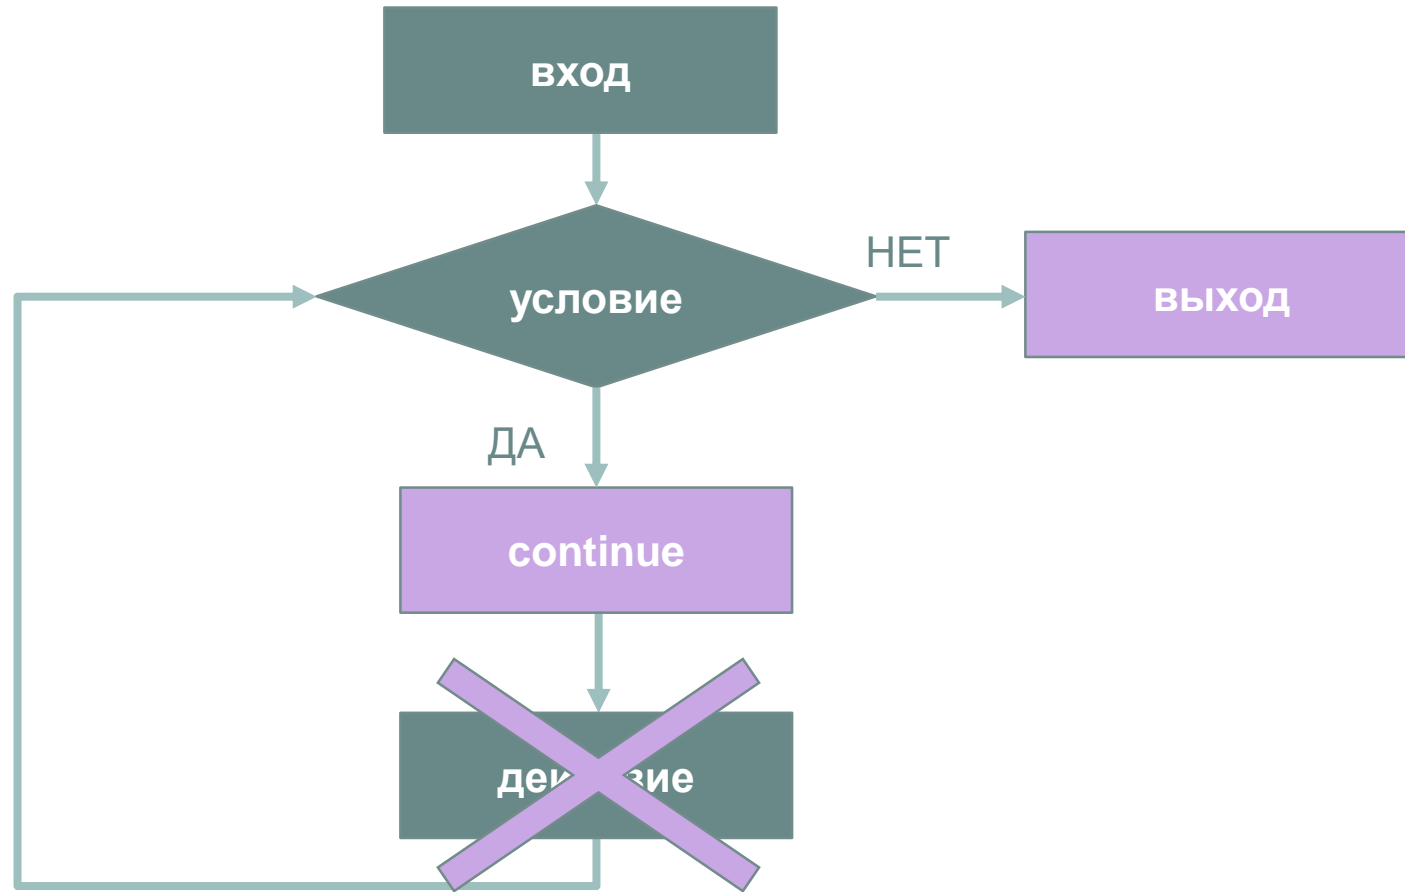 вход
условие
НЕТ
выход
ДА
continue